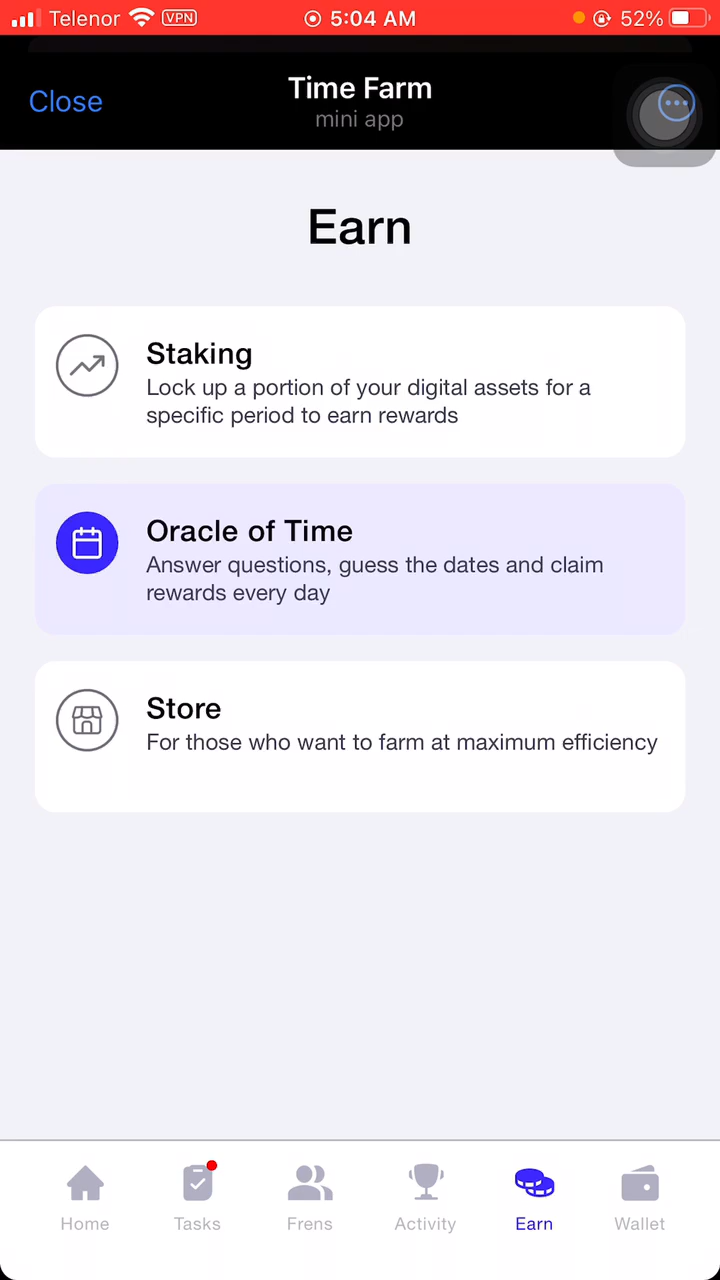 Telenor VPN 5:04 AM 52%
Close
Time Farm
mini app
Earn
Staking
Lock up a portion of your digital assets for a
specific period to earn rewards
Oracle of Time
Answer questions, guess the dates and claim
rewards every day
Store
For those who want to farm at maximum efficiency
Home Tasks Frens Activity Earn Wallet